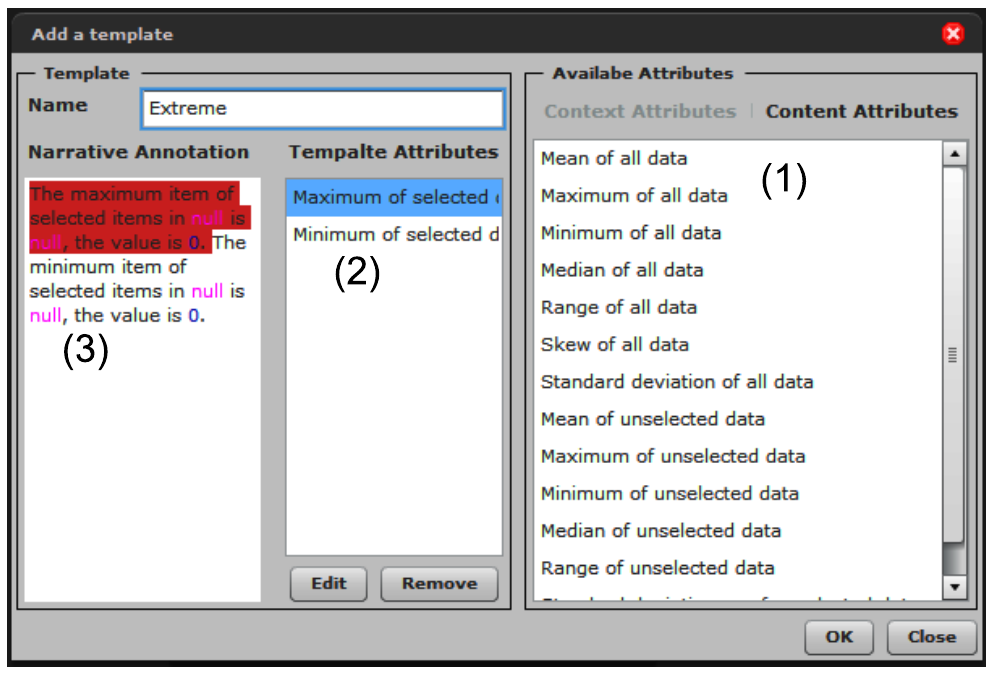 Add a template
Template
Name
Extreme
Narrative Annotation
The maximum item of
selected items in null is
null, the value is 0. The
minimum item of
selected items in null is
null, the value is 0.
(3)
Tempalte Attributes
Maximum of selected
Minimum of selected d
(2)
Edit
Remove
Availabe Attributes
Context Attributes | Content Attributes
Mean of all data
(1)
Maximum of all data
Minimum of all data
Median of all data
Range of all data
Skew of all data
Standard deviation of all data
Mean of unselected data
Maximum of unselected data
Minimum of unselected data
Median of unselected data
Range of unselected data
OK
Close